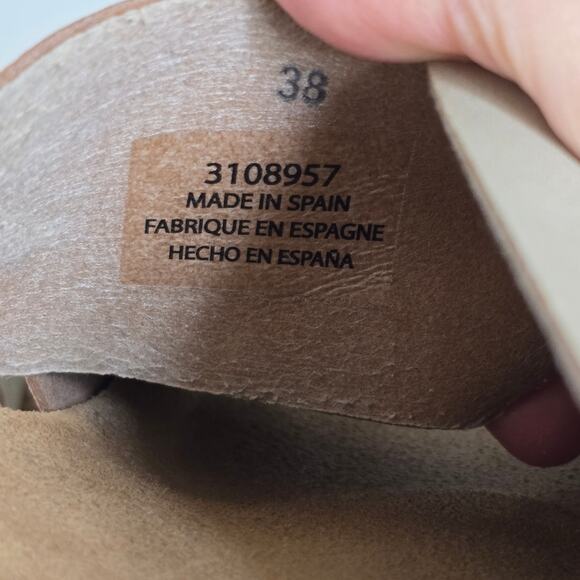 38
3108957
MADE IN SPAIN
FABRIQUE EN ESPAGNE
HECHO EN ESPAÑA